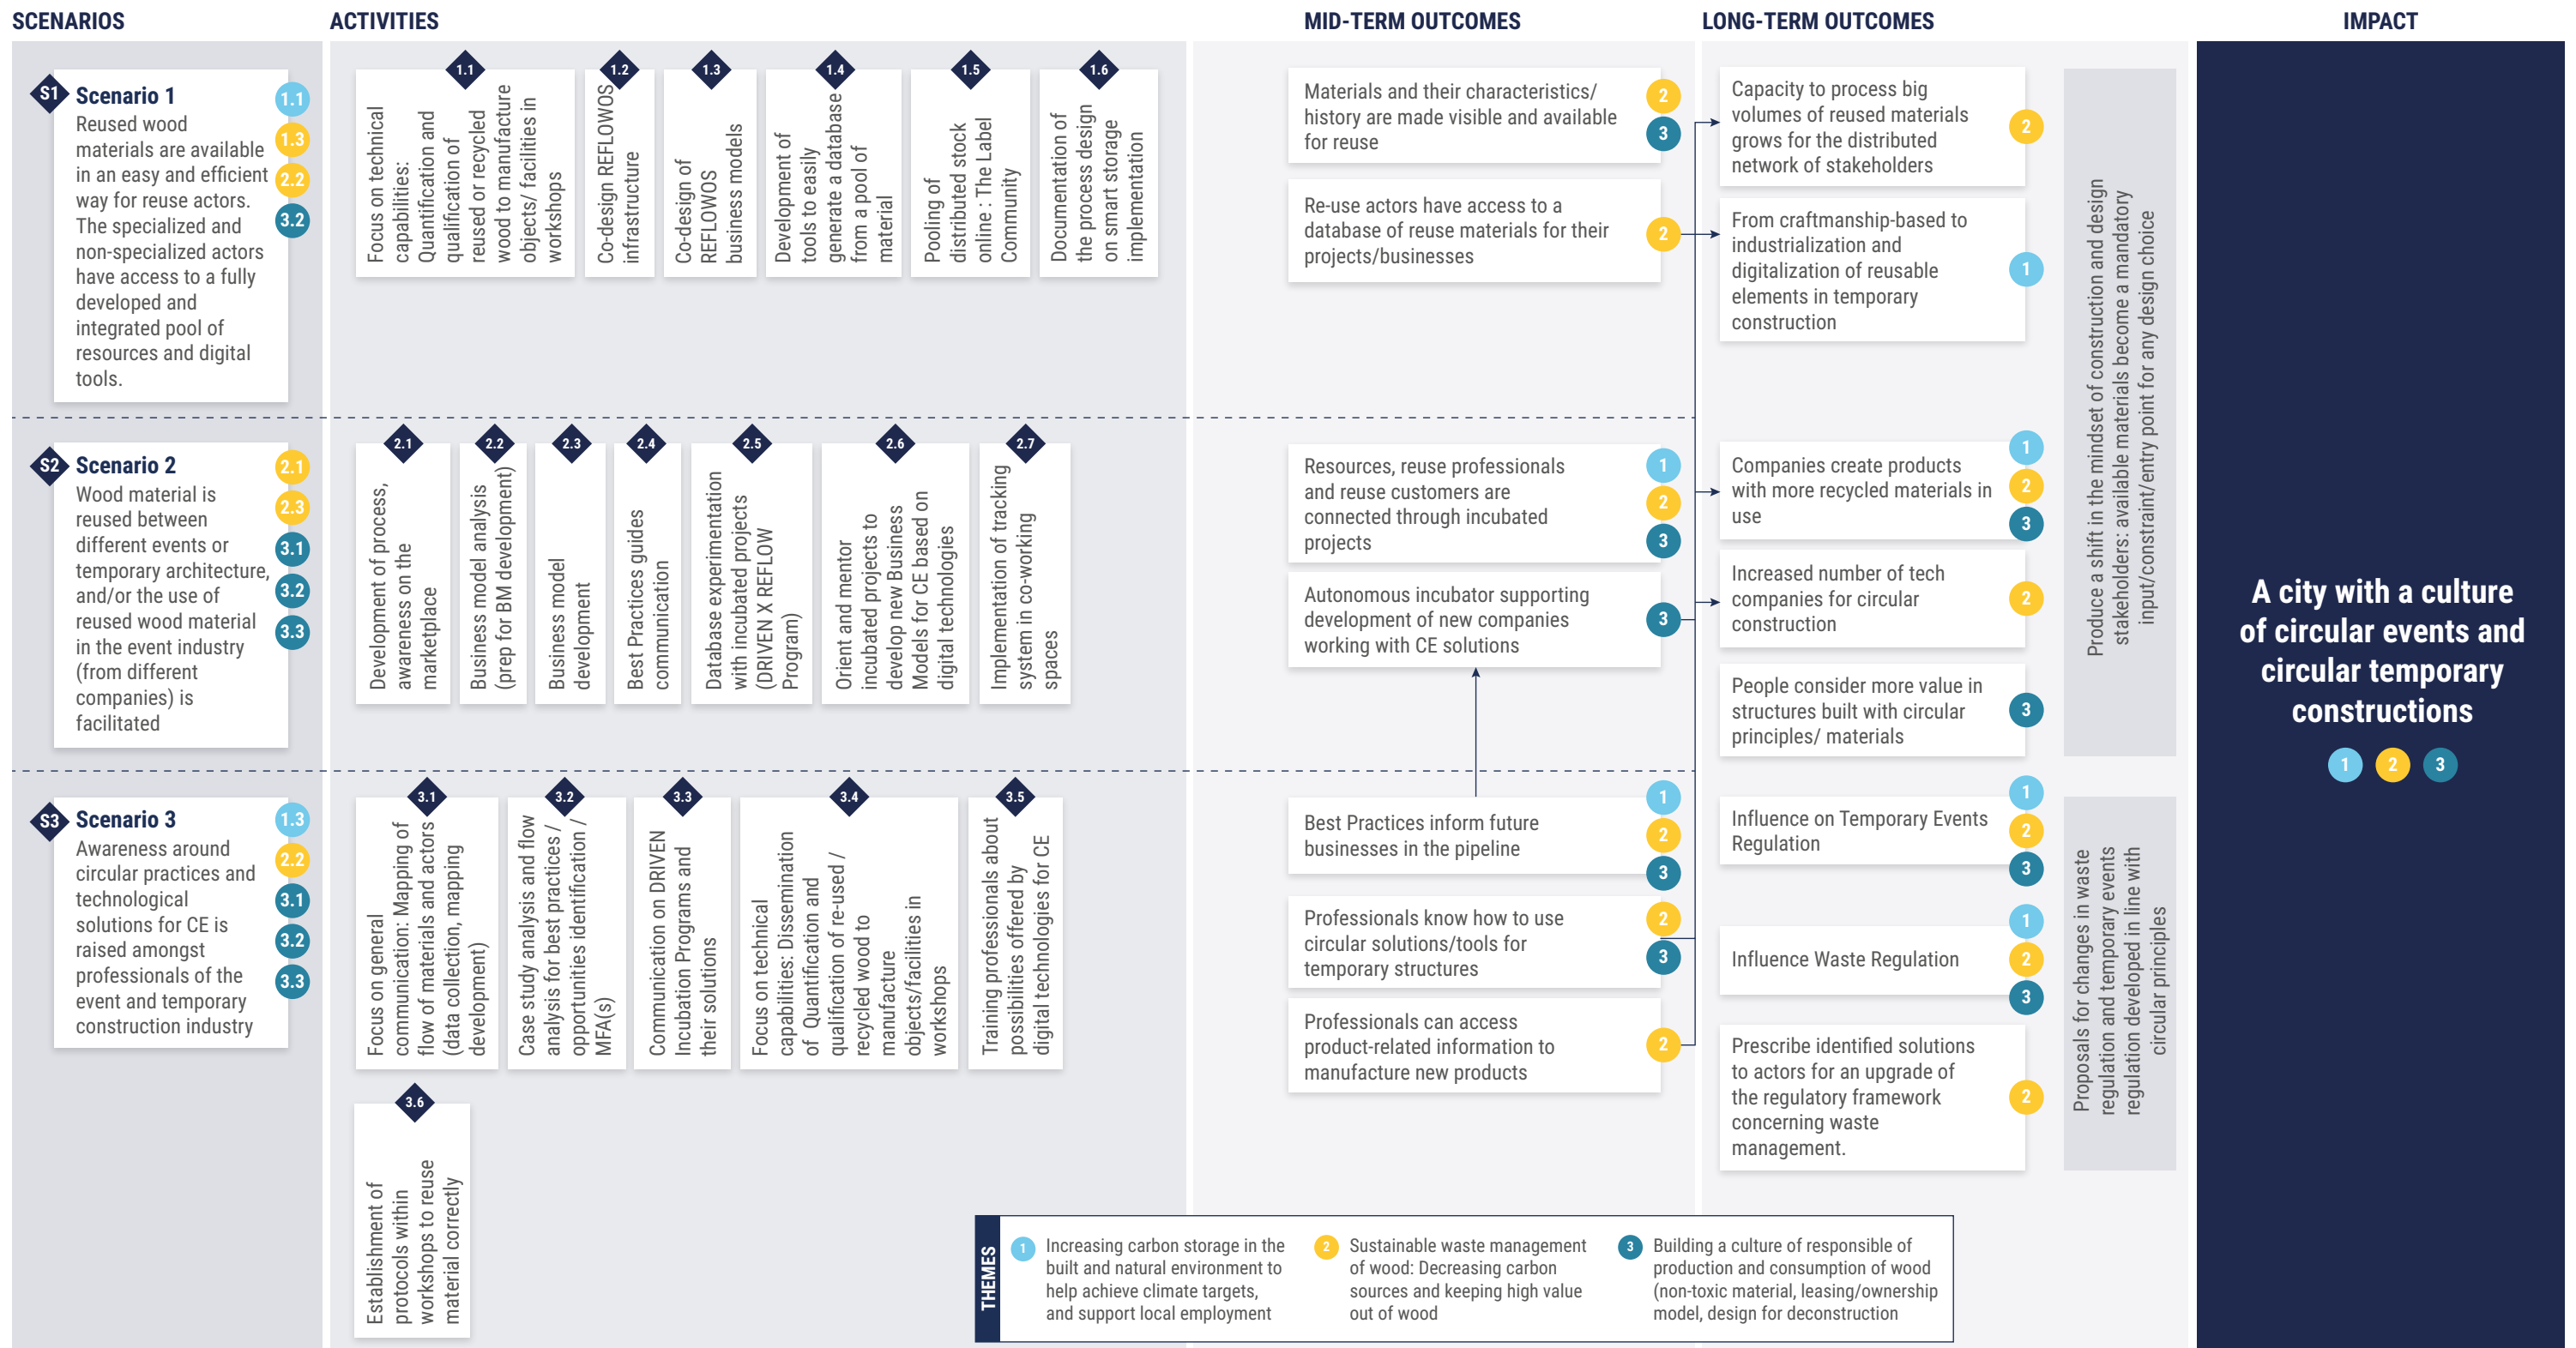 SCENARIOS
ACTIVITIES
MID-TERM OUTCOMES
LONG-TERM OUTCOMES
IMPACT
S1
Scenario 1
Reused wood
materials are available
in an easy and efficient
way for reuse actors.
The specialized and
non-specialized actors
have access to a fully
developed and
integrated pool of
resources and digital
tools.
1.1
1.3
2.2
3.2
1.1
Focus on technical
capabilities:
Quantification and
qualification of
reused or recycled
wood to manufacture
objects/ facilities in
workshops
1.2
Co-design REFLOWOS
infrastructure
1.3
Co-design of
REFLOWOS
business models
1.4
Development of
tools to easily
generate a database
from a pool of
material
1.5
Pooling of
distributed stock
online : The Label
Community
1.6
Documentation of
the process design
on smart storage
implementation
Materials and their characteristics/
history are made visible and available
for reuse
2
3
Re-use actors have access to a
database of reuse materials for their
projects/businesses
2
Capacity to process big
volumes of reused materials
grows for the distributed
network of stakeholders
2
From craftmanship-based to
industrialization and
digitalization of reusable
elements in temporary
construction
1
S2
Scenario 2
Wood material is
reused between
different events or
temporary architecture,
and/or the use of
reused wood material
in the event industry
(from different
companies) is
facilitated
2.1
2.3
3.1
3.2
3.3
2.1
Development of process,
awareness on the
marketplace
2.2
Business model analysis
(prep for BM development)
2.3
Business model
development
2.4
Best Practices guides
communication
2.5
Database experimentation
with incubated projects
(DRIVEN X REFLOW
Program)
2.6
Orient and mentor
incubated projects to
develop new Business
Models for CE based on
digital technologies
2.7
Implementation of tracking
system in co-working
spaces
Resources, reuse professionals
and reuse customers are
connected through incubated
projects
1
2
3
Autonomous incubator supporting
development of new companies
working with CE solutions
3
Companies create products
with more recycled materials in
use
1
2
3
Increased number of tech
companies for circular
construction
2
People consider more value in
structures built with circular
principles/ materials
3
Produce a shift in the mindset of construction and design
stakeholders: available materials become a mandatory
input/constraint/entry point for any design choice
S3
Scenario 3
Awareness around
circular practices and
technological
solutions for CE is
raised amongst
professionals of the
event and temporary
construction industry
1.3
2.2
3.1
3.2
3.3
3.1
Focus on general
communication: Mapping of
flow of materials and actors
(data collection, mapping
development)
3.2
Case study analysis and flow
analysis for best practices /
opportunities identification /
MFA(s)
3.3
Communication on DRIVEN
Incubation Programs and
their solutions
3.4
Focus on technical
capabilities: Dissemination
of Quantification and
qualification of re-used /
recycled wood to
manufacture
objects/facilities in
workshops
3.5
Training professionals about
possibilities offered by
digital technologies for CE
3.6
Establishment of
protocols within
workshops to reuse
material correctly
Best Practices inform future
businesses in the pipeline
1
2
3
Professionals know how to use
circular solutions/tools for
temporary structures
2
3
Professionals can access
product-related information to
manufacture new products
2
Influence on Temporary Events
Regulation
1
2
3
Influence Waste Regulation
1
2
3
Prescribe identified solutions
to actors for an upgrade of
the regulatory framework
concerning waste
management.
2
Proposals for changes in waste
regulation and temporary events
regulation developed in line with
circular principles
A city with a culture
of circular events and
circular temporary
constructions
1 2 3
THEMES
1
Increasing carbon storage in the
built and natural environment to
help achieve climate targets,
and support local employment
2
Sustainable waste management
of wood: Decreasing carbon
sources and keeping high value
out of wood
3
Building a culture of responsible of
production and consumption of wood
(non-toxic material, leasing/ownership
model, design for deconstruction